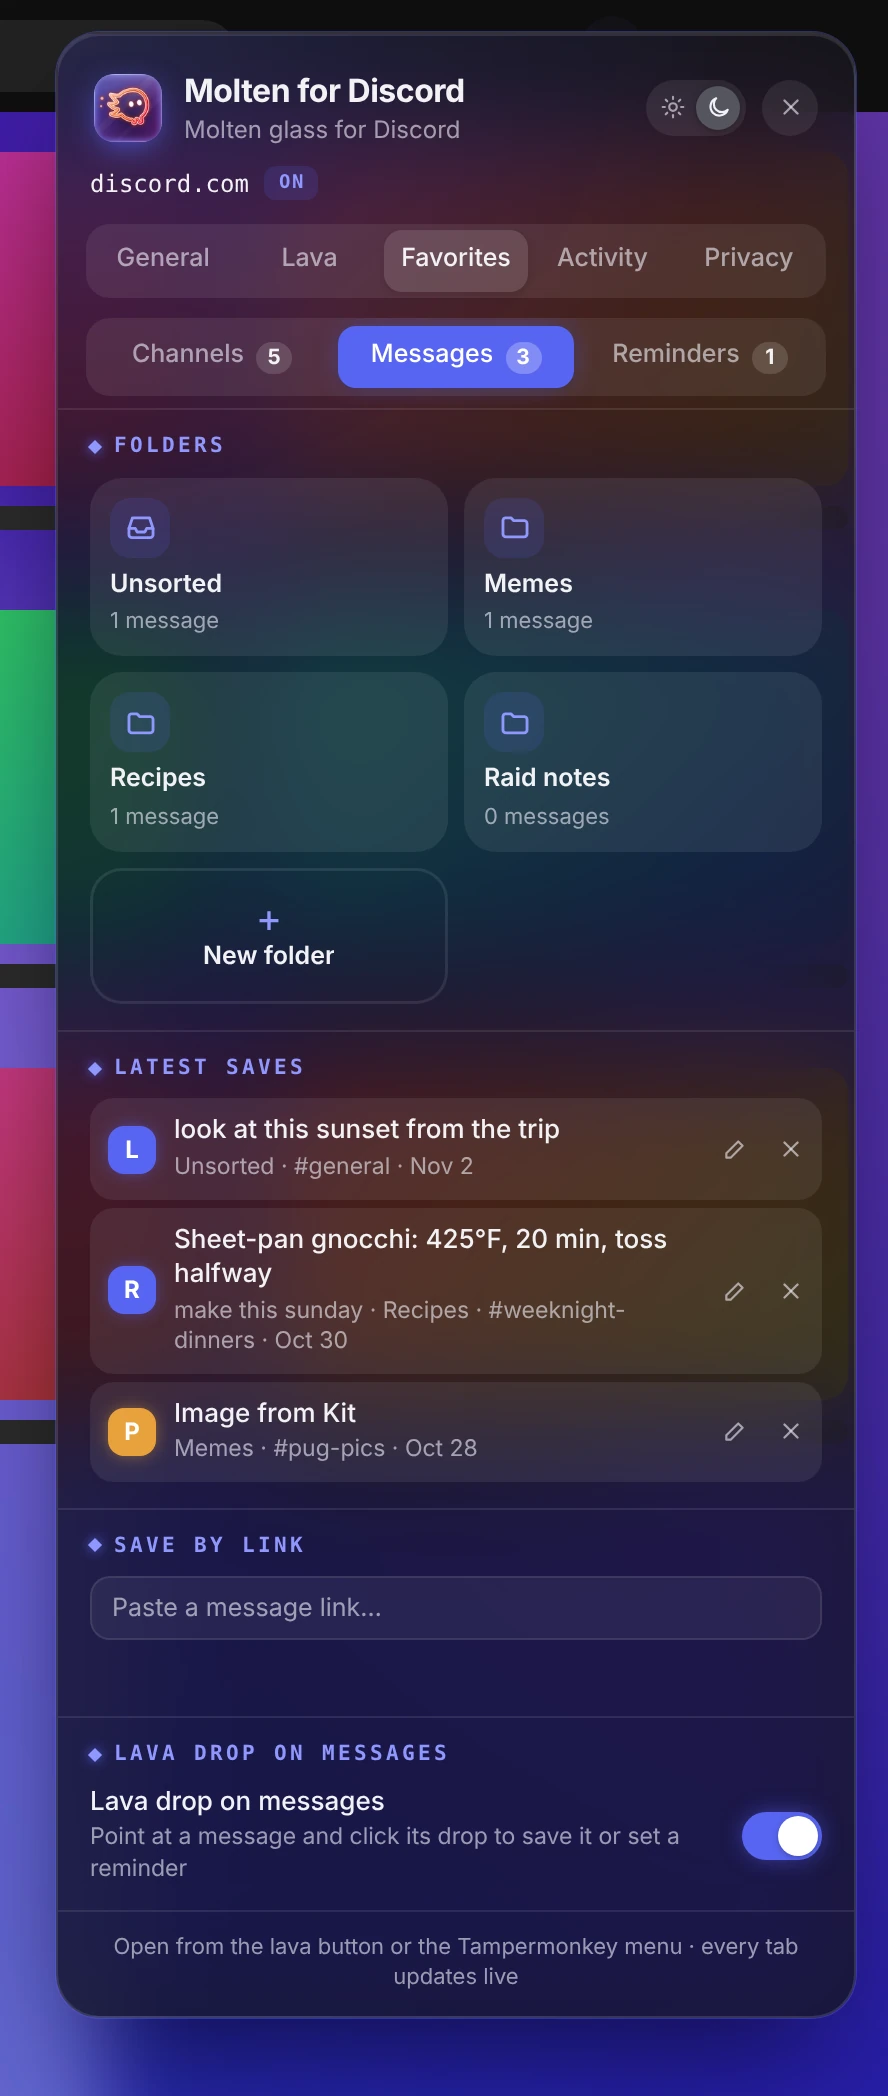 Molten for Discord
Molten glass for Discord
discord.com ON
General Lava Favorites Activity Privacy
Channels 5 Messages 3 Reminders 1
FOLDERS
Unsorted
1 message
Memes
1 message
Recipes
1 message
Raid notes
0 messages
+
New folder
LATEST SAVES
L
look at this sunset from the trip
Unsorted · #general · Nov 2
R
Sheet-pan gnocchi: 425°F, 20 min, toss
halfway
make this sunday · Recipes · #weeknight-
dinners · Oct 30
P
Image from Kit
Memes · #pug-pics · Oct 28
SAVE BY LINK
Paste a message link...
LAVA DROP ON MESSAGES
Lava drop on messages
Point at a message and click its drop to save it or set a
reminder
Open from the lava button or the Tampermonkey menu · every tab
updates live